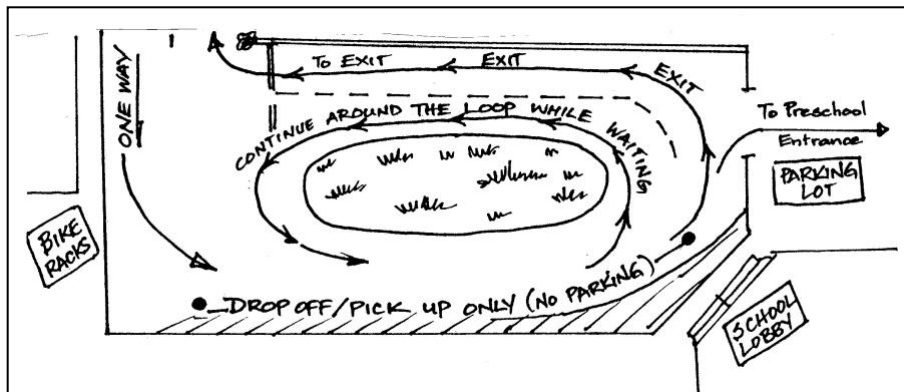 ONE WAY
TO EXIT EXIT EXIT
CONTINUE AROUND THE LOOP WHILE WAITING
To Preschool
Entrance
PARKING
LOT
BIKE
RACKS
DROP OFF/PICK UP ONLY (NO PARKING)
SCHOOL
LOBBY